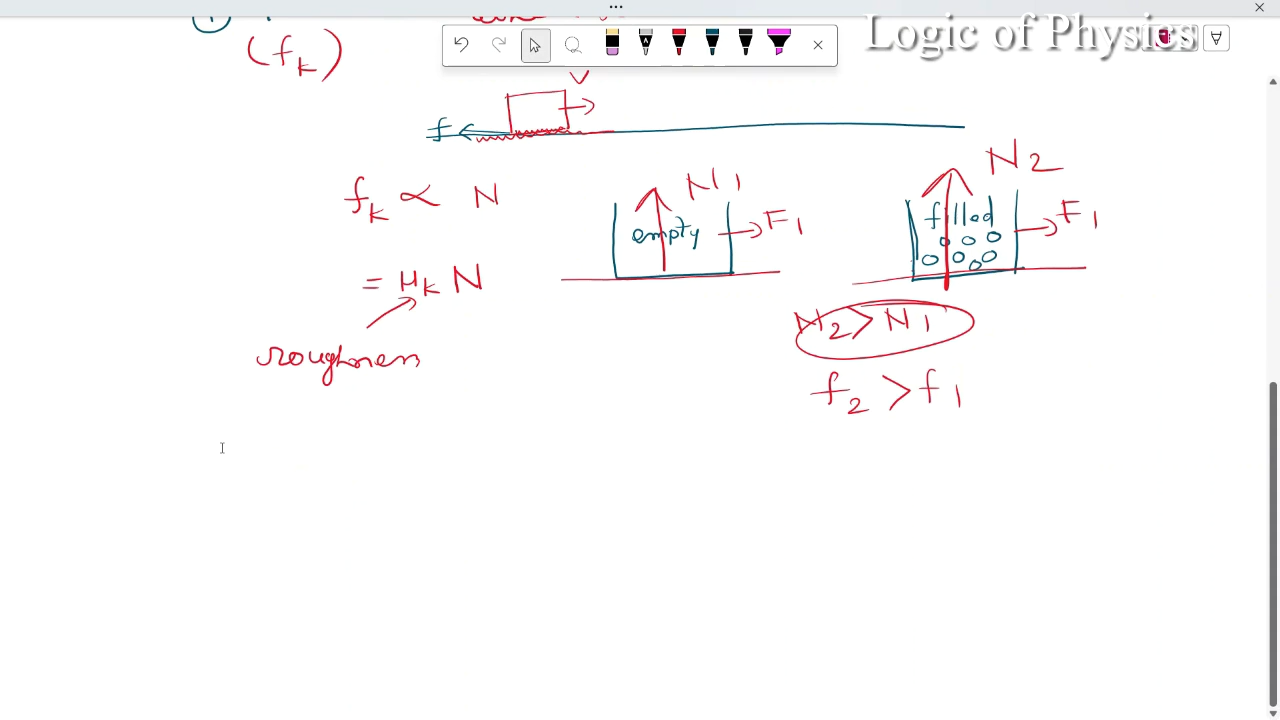 Logic of Physics
(fk)
V
f
fk ∝ N
= μk N
roughness
N1
empty
F1
N2
filled
F1
N2 > N1
f2 > f1